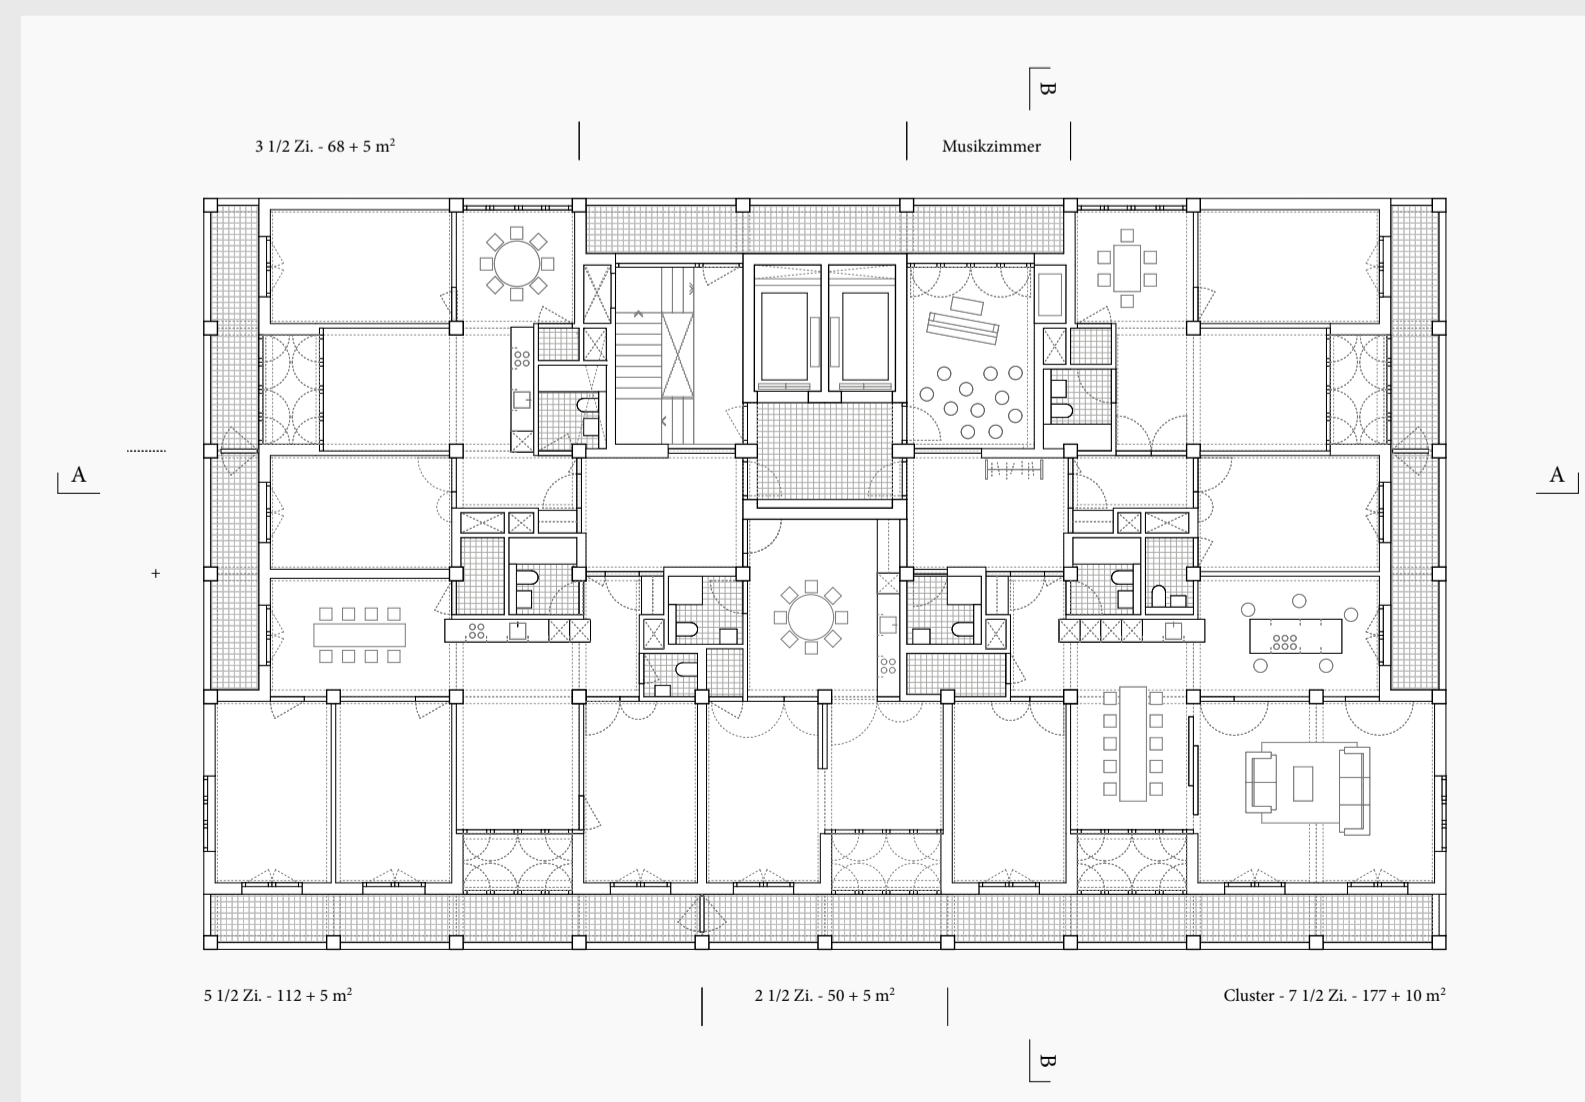 B
3 1/2 Zi. - 68 + 5 m²
Musikzimmer
A
A
+
5 1/2 Zi. - 112 + 5 m²
2 1/2 Zi. - 50 + 5 m²
Cluster - 7 1/2 Zi. - 177 + 10 m²
B